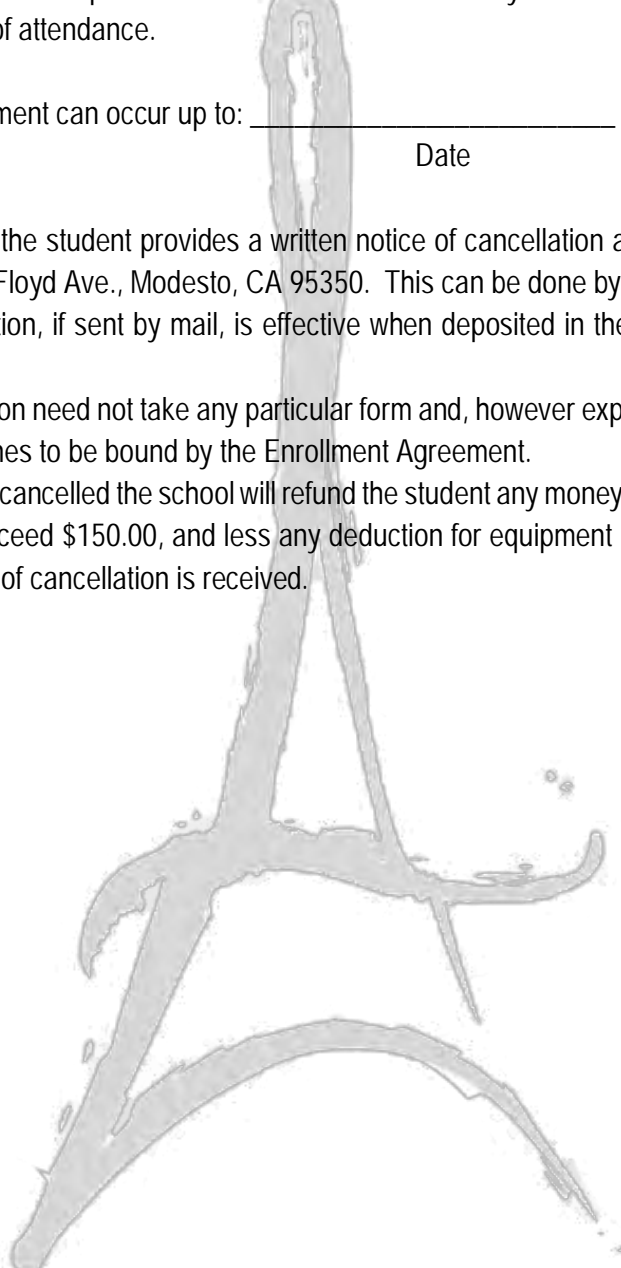 of attendance.
ment can occur up to: _________________________
Date
the student provides a written notice of cancellation a
Floyd Ave., Modesto, CA 95350. This can be done by
tion, if sent by mail, is effective when deposited in the
on need not take any particular form and, however exp
nes to be bound by the Enrollment Agreement.
cancelled the school will refund the student any money
ceed $150.00, and less any deduction for equipment
of cancellation is received.